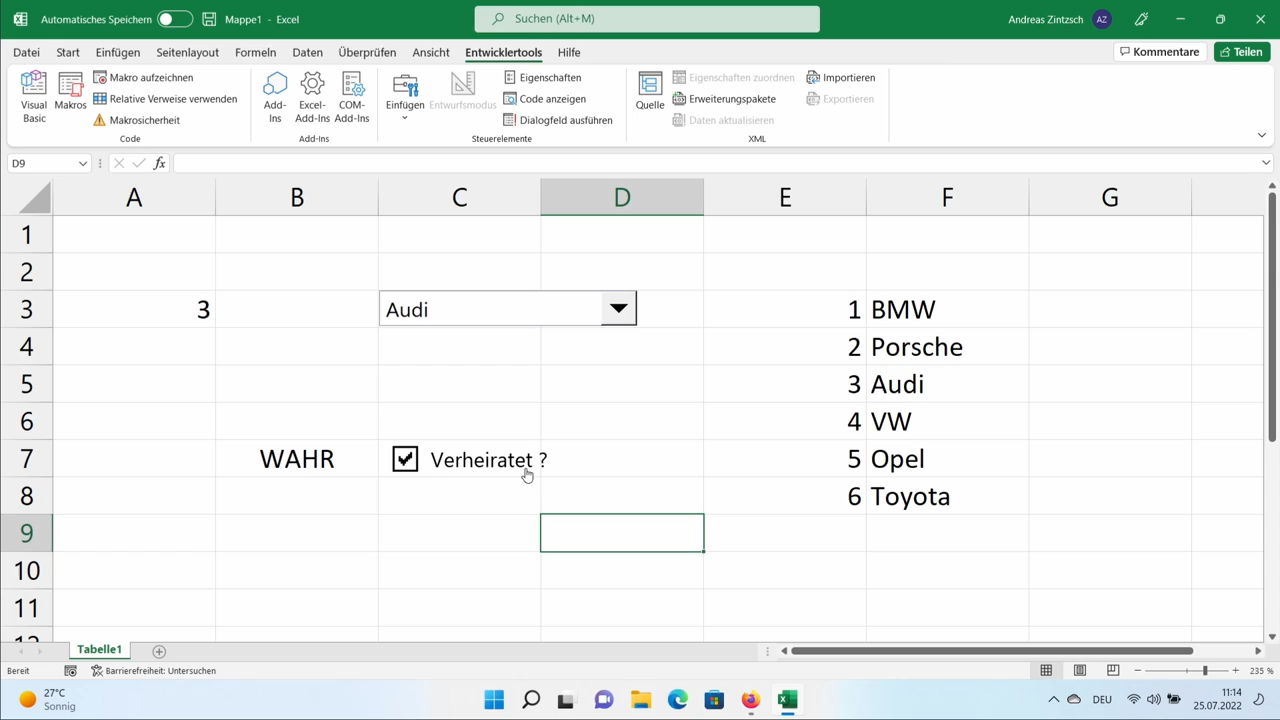 Automatisches Speichern
Mappe1 - Excel
Suchen (Alt+M)
Andreas Zintzsch
AZ
Datei
Start
Einfügen
Seitenlayout
Formeln
Daten
Überprüfen
Ansicht
Entwicklertools
Hilfe
Kommentare
Teilen
Visual Basic
Makros
Makro aufzeichnen
Relative Verweise verwenden
Makrosicherheit
Code
Add-Ins
Excel-Add-Ins
COM-Add-Ins
Add-Ins
Einfügen
Entwurfsmodus
Eigenschaften
Code anzeigen
Dialogfeld ausführen
Steuerelemente
Quelle
Eigenschaften zuordnen
Erweiterungspakete
Daten aktualisieren
Importieren
Exportieren
XML
D9
fx
A B C D E F G
1
2
3 3 Audi 1 BMW
4 2 Porsche
5 3 Audi
6 4 VW
7 WAHR Verheiratet ? 5 Opel
8 6 Toyota
9
10
11
12
Tabelle1
Bereit
Barrierefreiheit: Untersuchen
235 %
27°C
Sonnig
DEU
11:14
25.07.2022